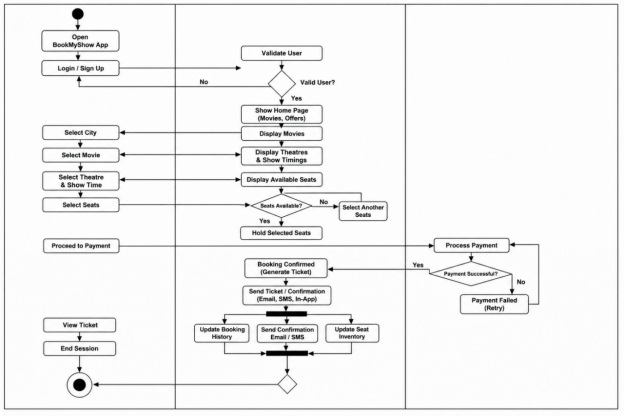 Open
BookMyShow App
Login / Sign Up
Validate User
No
Valid User?
Yes
Show Home Page
(Movies, Offers)
Select City
Display Movies
Select Movie
Display Theatres
& Show Timings
Select Theatre
& Show Time
Display Available Seats
Select Seats
Seats Available?
No
Select Another
Seats
Yes
Hold Selected Seats
Proceed to Payment
Process Payment
Booking Confirmed
(Generate Ticket)
Yes
Payment Successful?
No
Send Ticket / Confirmation
(Email, SMS, In-App)
Payment Failed
(Retry)
View Ticket
Update Booking
History
Send Confirmation
Email / SMS
Update Seat
Inventory
End Session